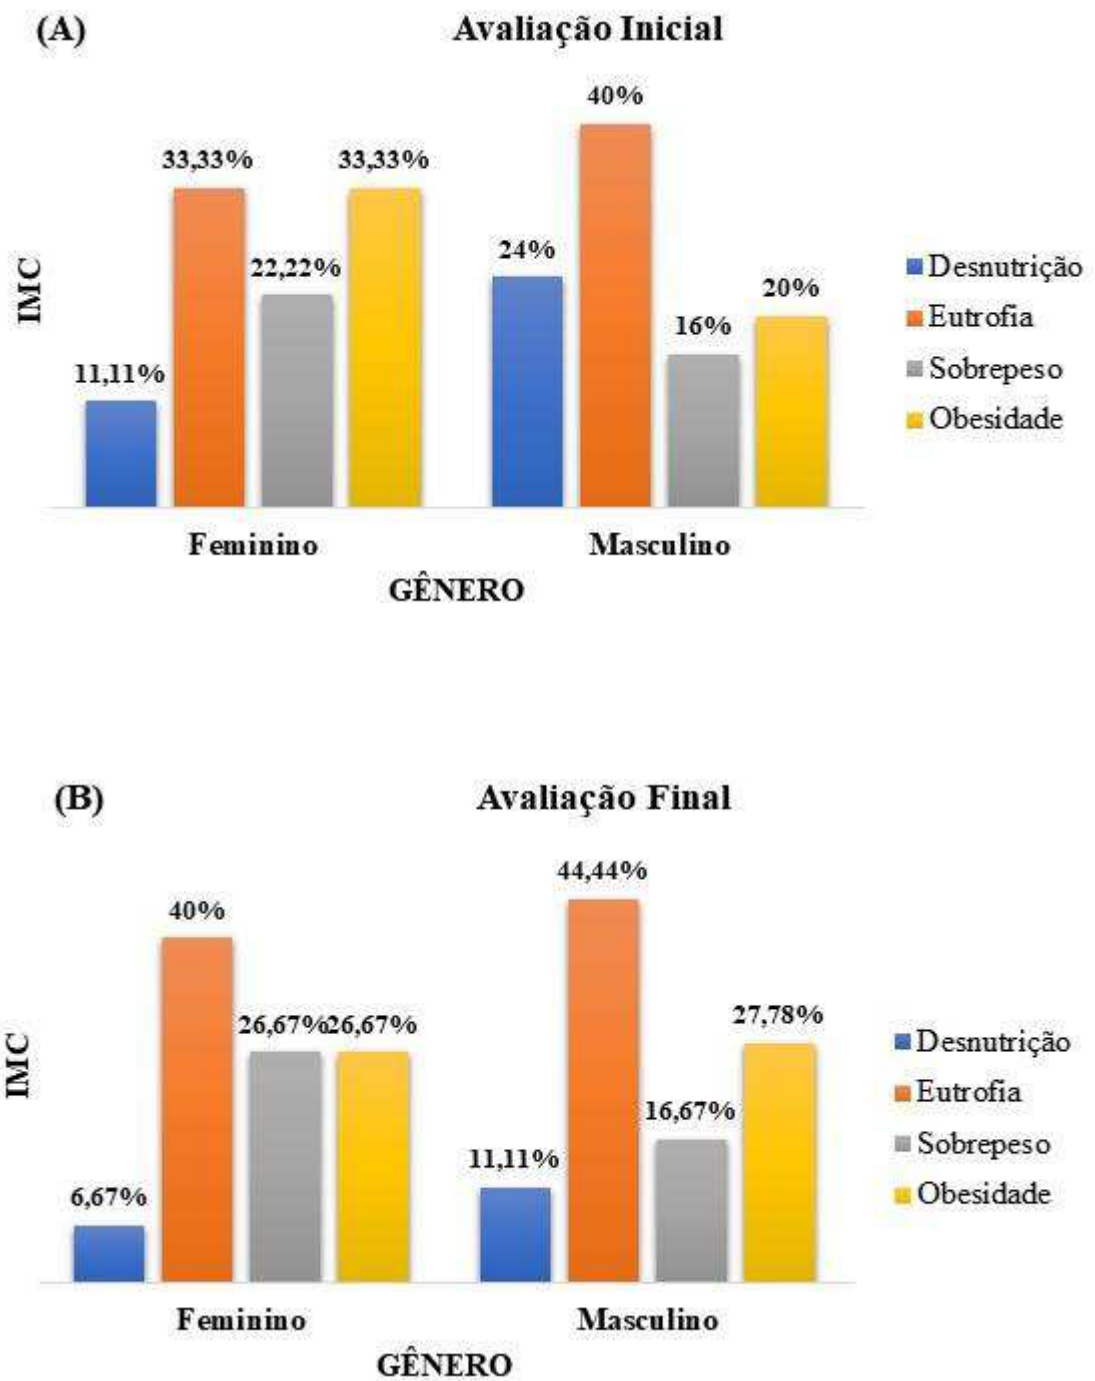 (A)
Avaliação Inicial
40%
33,33%
33,33%
24%
22,22%
20%
16%
11,11%
IMC
Desnutrição
Eutrofia
Sobrepeso
Obesidade
Feminino
Masculino
GÊNERO
(B)
Avaliação Final
44,44%
40%
26,67%
26,67%
27,78%
16,67%
11,11%
6,67%
IMC
Desnutrição
Eutrofia
Sobrepeso
Obesidade
Feminino
Masculino
GÊNERO